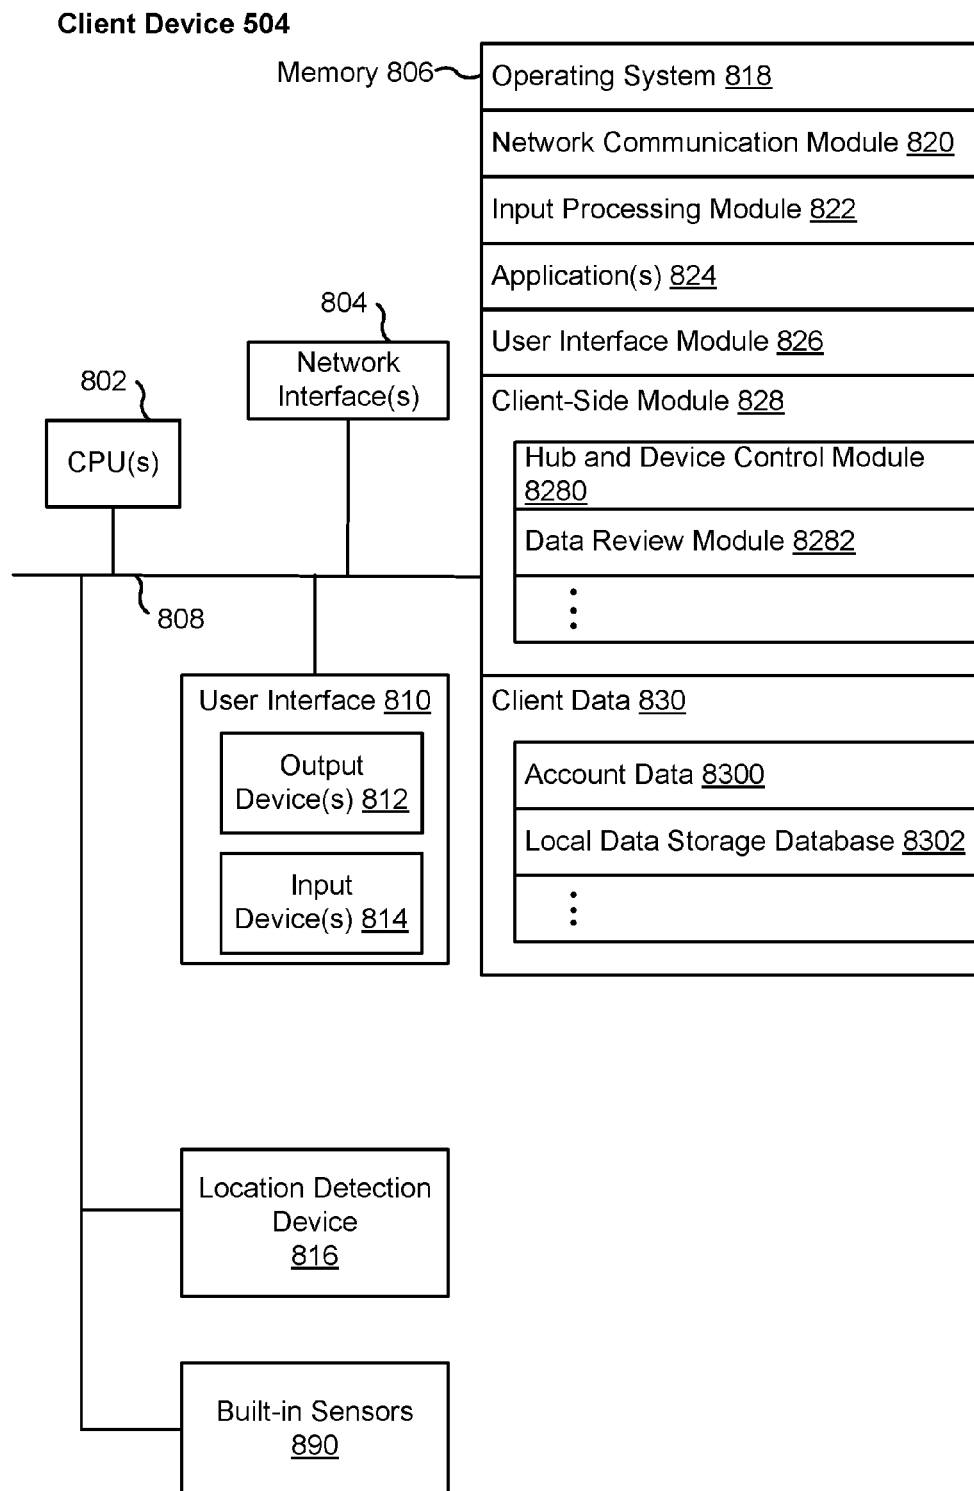 Client Device 504
Memory 806
Operating System 818
Network Communication Module 820
Input Processing Module 822
Application(s) 824
User Interface Module 826
Client-Side Module 828
Hub and Device Control Module
8280
Data Review Module 8282
804
Network
Interface(s)
802
CPU(s)
808
User Interface 810
Output
Device(s) 812
Input
Device(s) 814
Client Data 830
Account Data 8300
Local Data Storage Database 8302
Location Detection
Device
816
Built-in Sensors
890